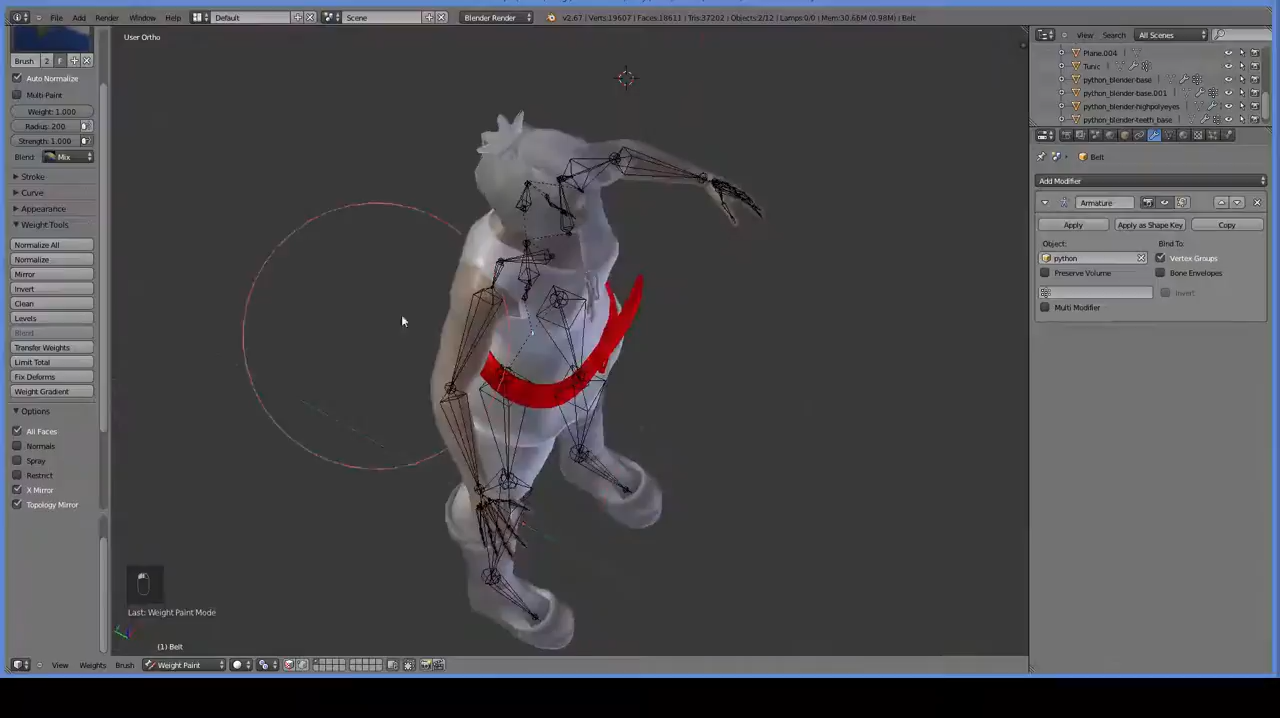 File Add Render Window Help Default Scene Blender Render v2.67 | Verts:19607 | Faces:18611 | Tris:37202 | Objects:2/12 | Lamps:0/0 | Mem:30.65M (0.98M) | Belt
User Ortho
View Search All Scenes
Plane.004
Tunic
python_blender-base
python_blender-base.001
python_blender-highpolyeyes
python_blender-teeth_base
Brush 2 F
Auto Normalize
Multi-Paint
Weight: 1.000
Radius: 200
Strength: 1.000
Blend: Mix
Stroke
Curve
Appearance
Weight Tools
Normalize All
Normalize
Mirror
Invert
Clean
Levels
Blend
Transfer Weights
Limit Total
Fix Deforms
Weight Gradient
Options
All Faces
Normals
Spray
Restrict
X Mirror
Topology Mirror
Belt
Add Modifier
Armature
Apply Apply as Shape Key Copy
Object: Bind To:
python Vertex Groups
Preserve Volume Bone Envelopes
Invert
Multi Modifier
Last: Weight Paint Mode
(1) Belt
View Weights Brush Weight Paint